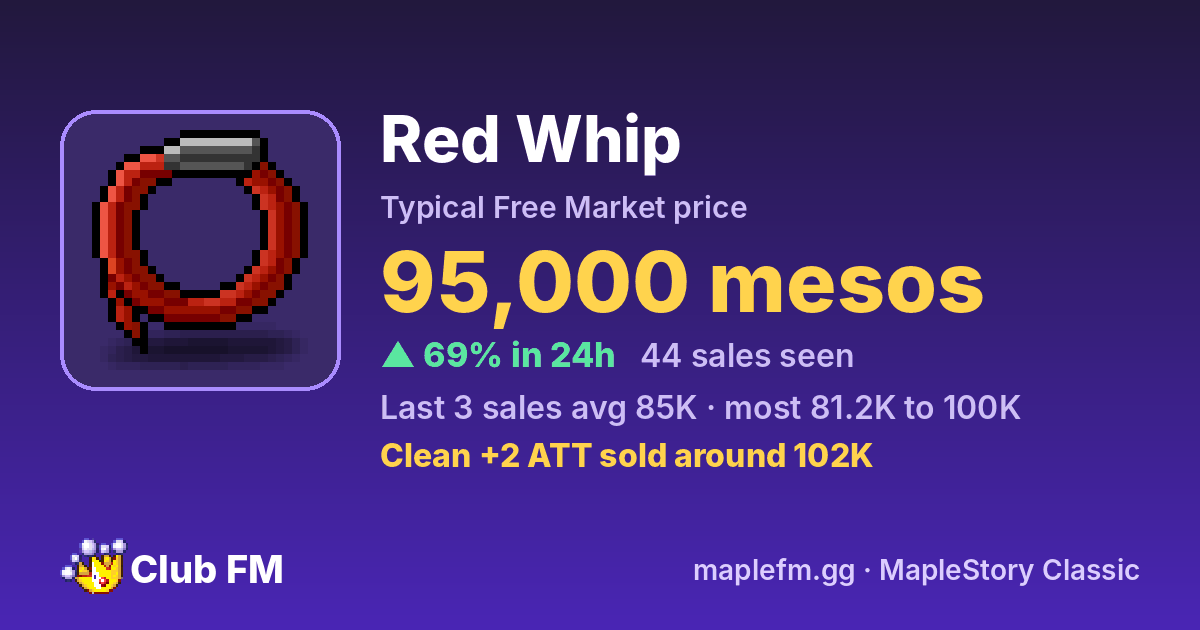 Red Whip
Typical Free Market price
95,000 mesos
▲ 69% in 24h 44 sales seen
Last 3 sales avg 85K · most 81.2K to 100K
Clean +2 ATT sold around 102K
Club FM
maplefm.gg · MapleStory Classic